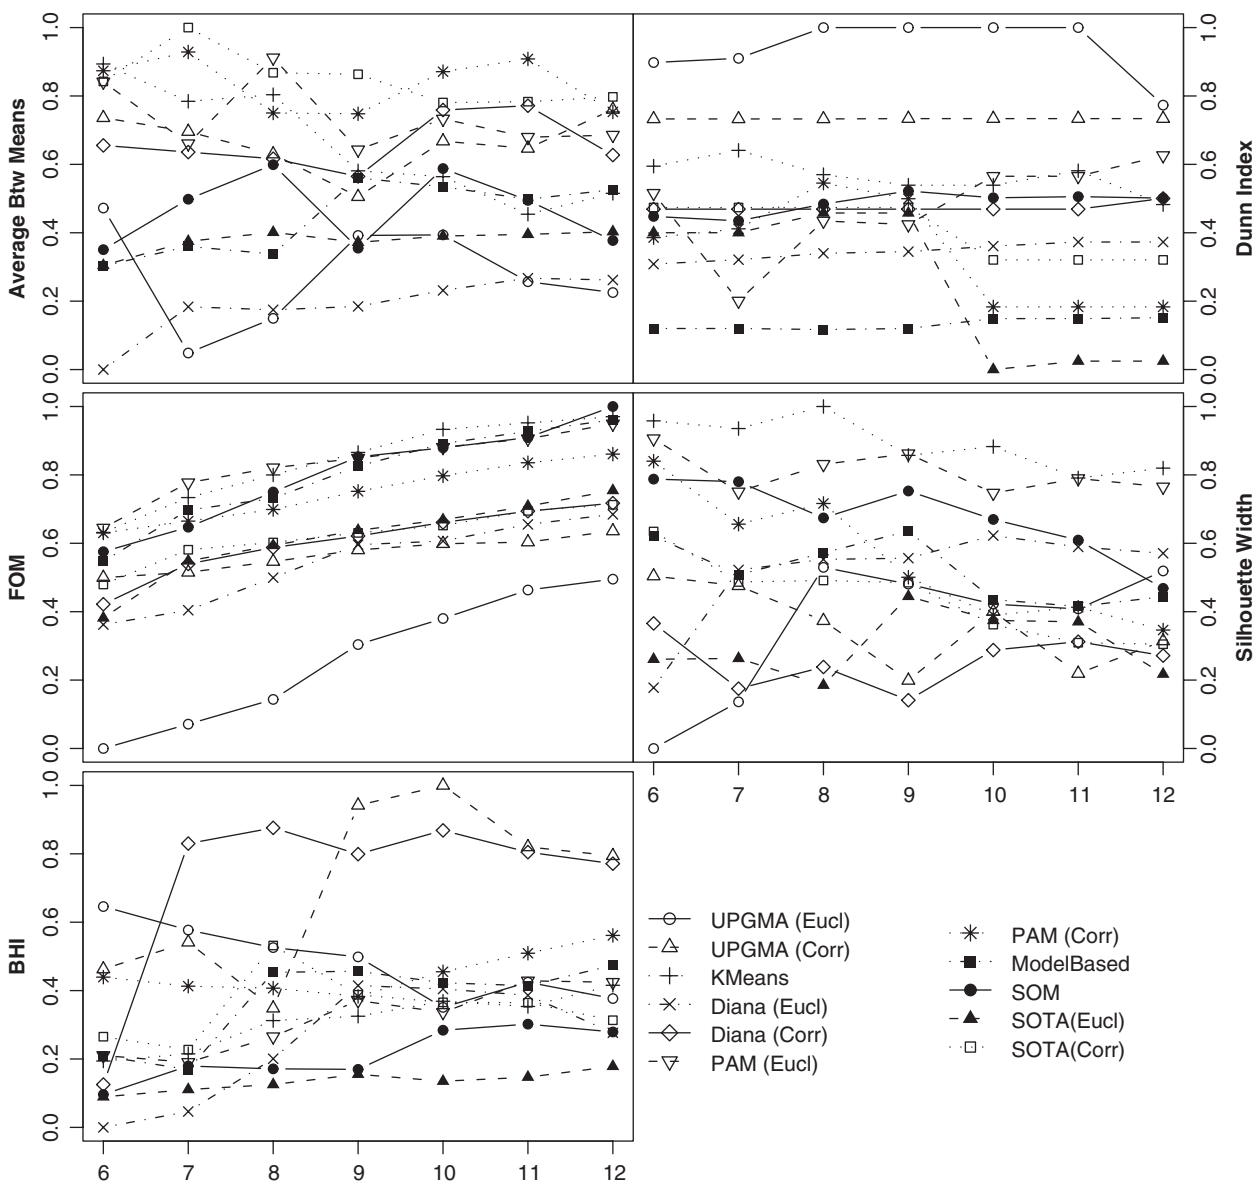 Average Btw Means
0.0 0.2 0.4 0.6 0.8 1.0
Dunn Index
0.0 0.2 0.4 0.6 0.8 1.0
FOM
0.0 0.2 0.4 0.6 0.8 1.0
Silhouette Width
0.0 0.2 0.4 0.6 0.8 1.0
6 7 8 9 10 11 12
BHI
0.0 0.2 0.4 0.6 0.8 1.0
6 7 8 9 10 11 12
UPGMA (Eucl)
UPGMA (Corr)
KMeans
Diana (Eucl)
Diana (Corr)
PAM (Eucl)
PAM (Corr)
ModelBased
SOM
SOTA(Eucl)
SOTA(Corr)